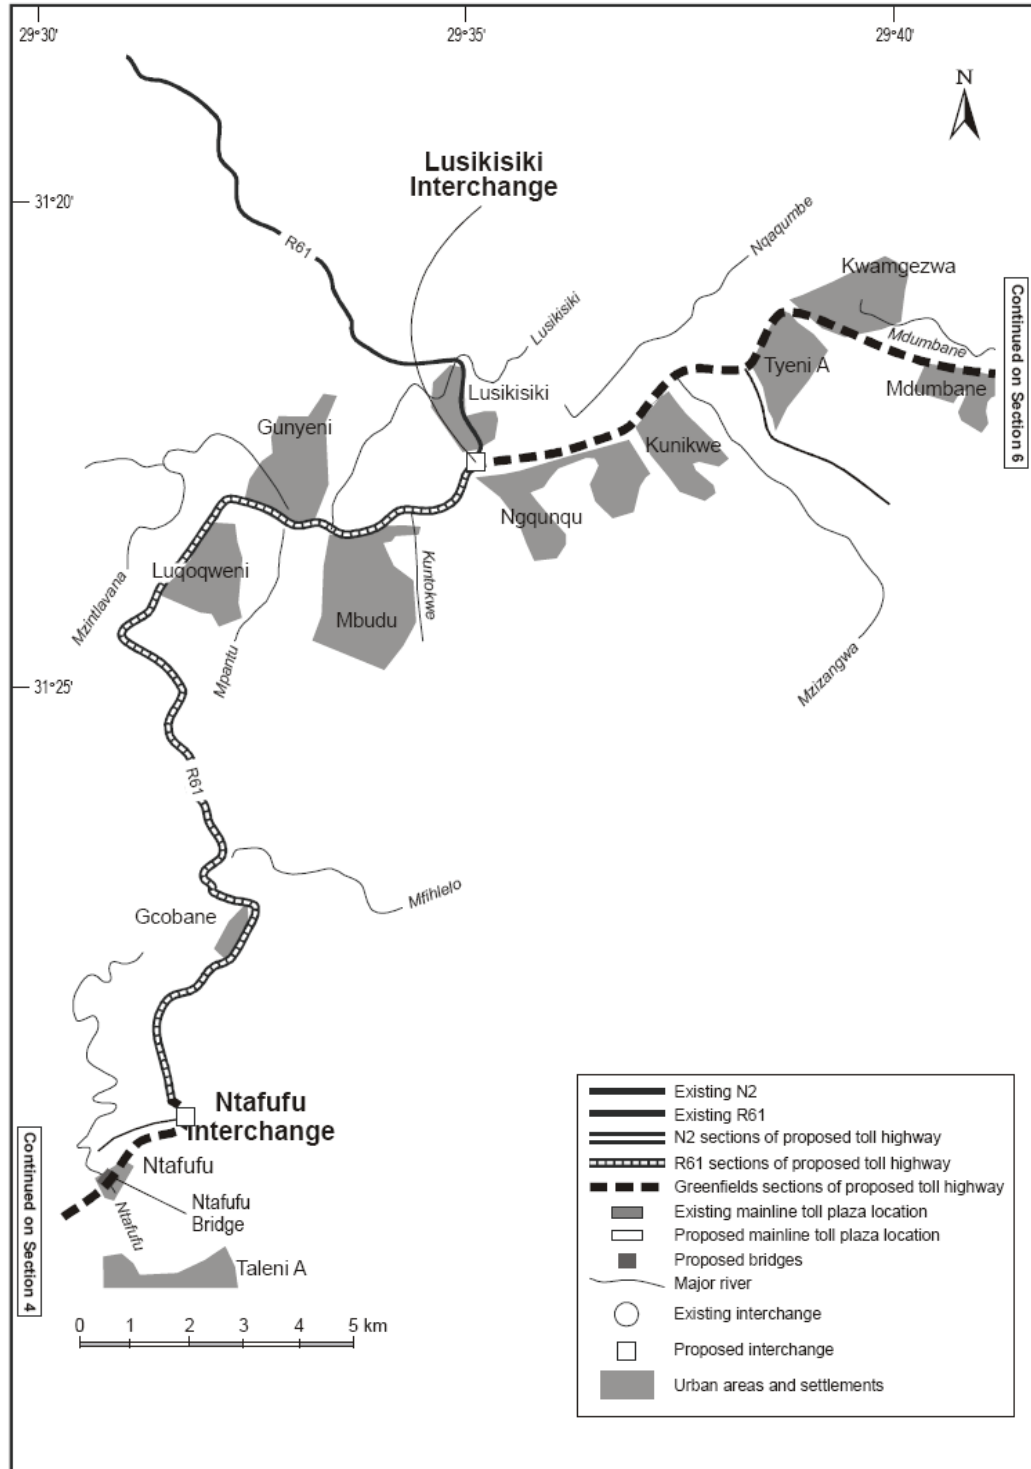 29°30'
29°35'
29°40'
N
Lusikisiki
Interchange
31°20'
R61
Nqaqumbe
Kwamgezwa
Continued on Section 6
Lusikisiki
Mdumbane
Tyeni A
Mdumbane
Lusikisiki
Gunyeni
Kunikwe
Ngqunqu
Luqoqweni
Kuntokwe
Mzintlavana
Mbudu
Mpantu
Mzizangwa
31°25'
R61
Mfihlelo
Gcobane
Ntafufu
Interchange
Continued on Section 4
Ntafufu
Ntafufu
Bridge
Ntafufu
Taleni A
0 1 2 3 4 5 km
Existing N2
Existing R61
N2 sections of proposed toll highway
R61 sections of proposed toll highway
Greenfields sections of proposed toll highway
Existing mainline toll plaza location
Proposed mainline toll plaza location
Proposed bridges
Major river
Existing interchange
Proposed interchange
Urban areas and settlements